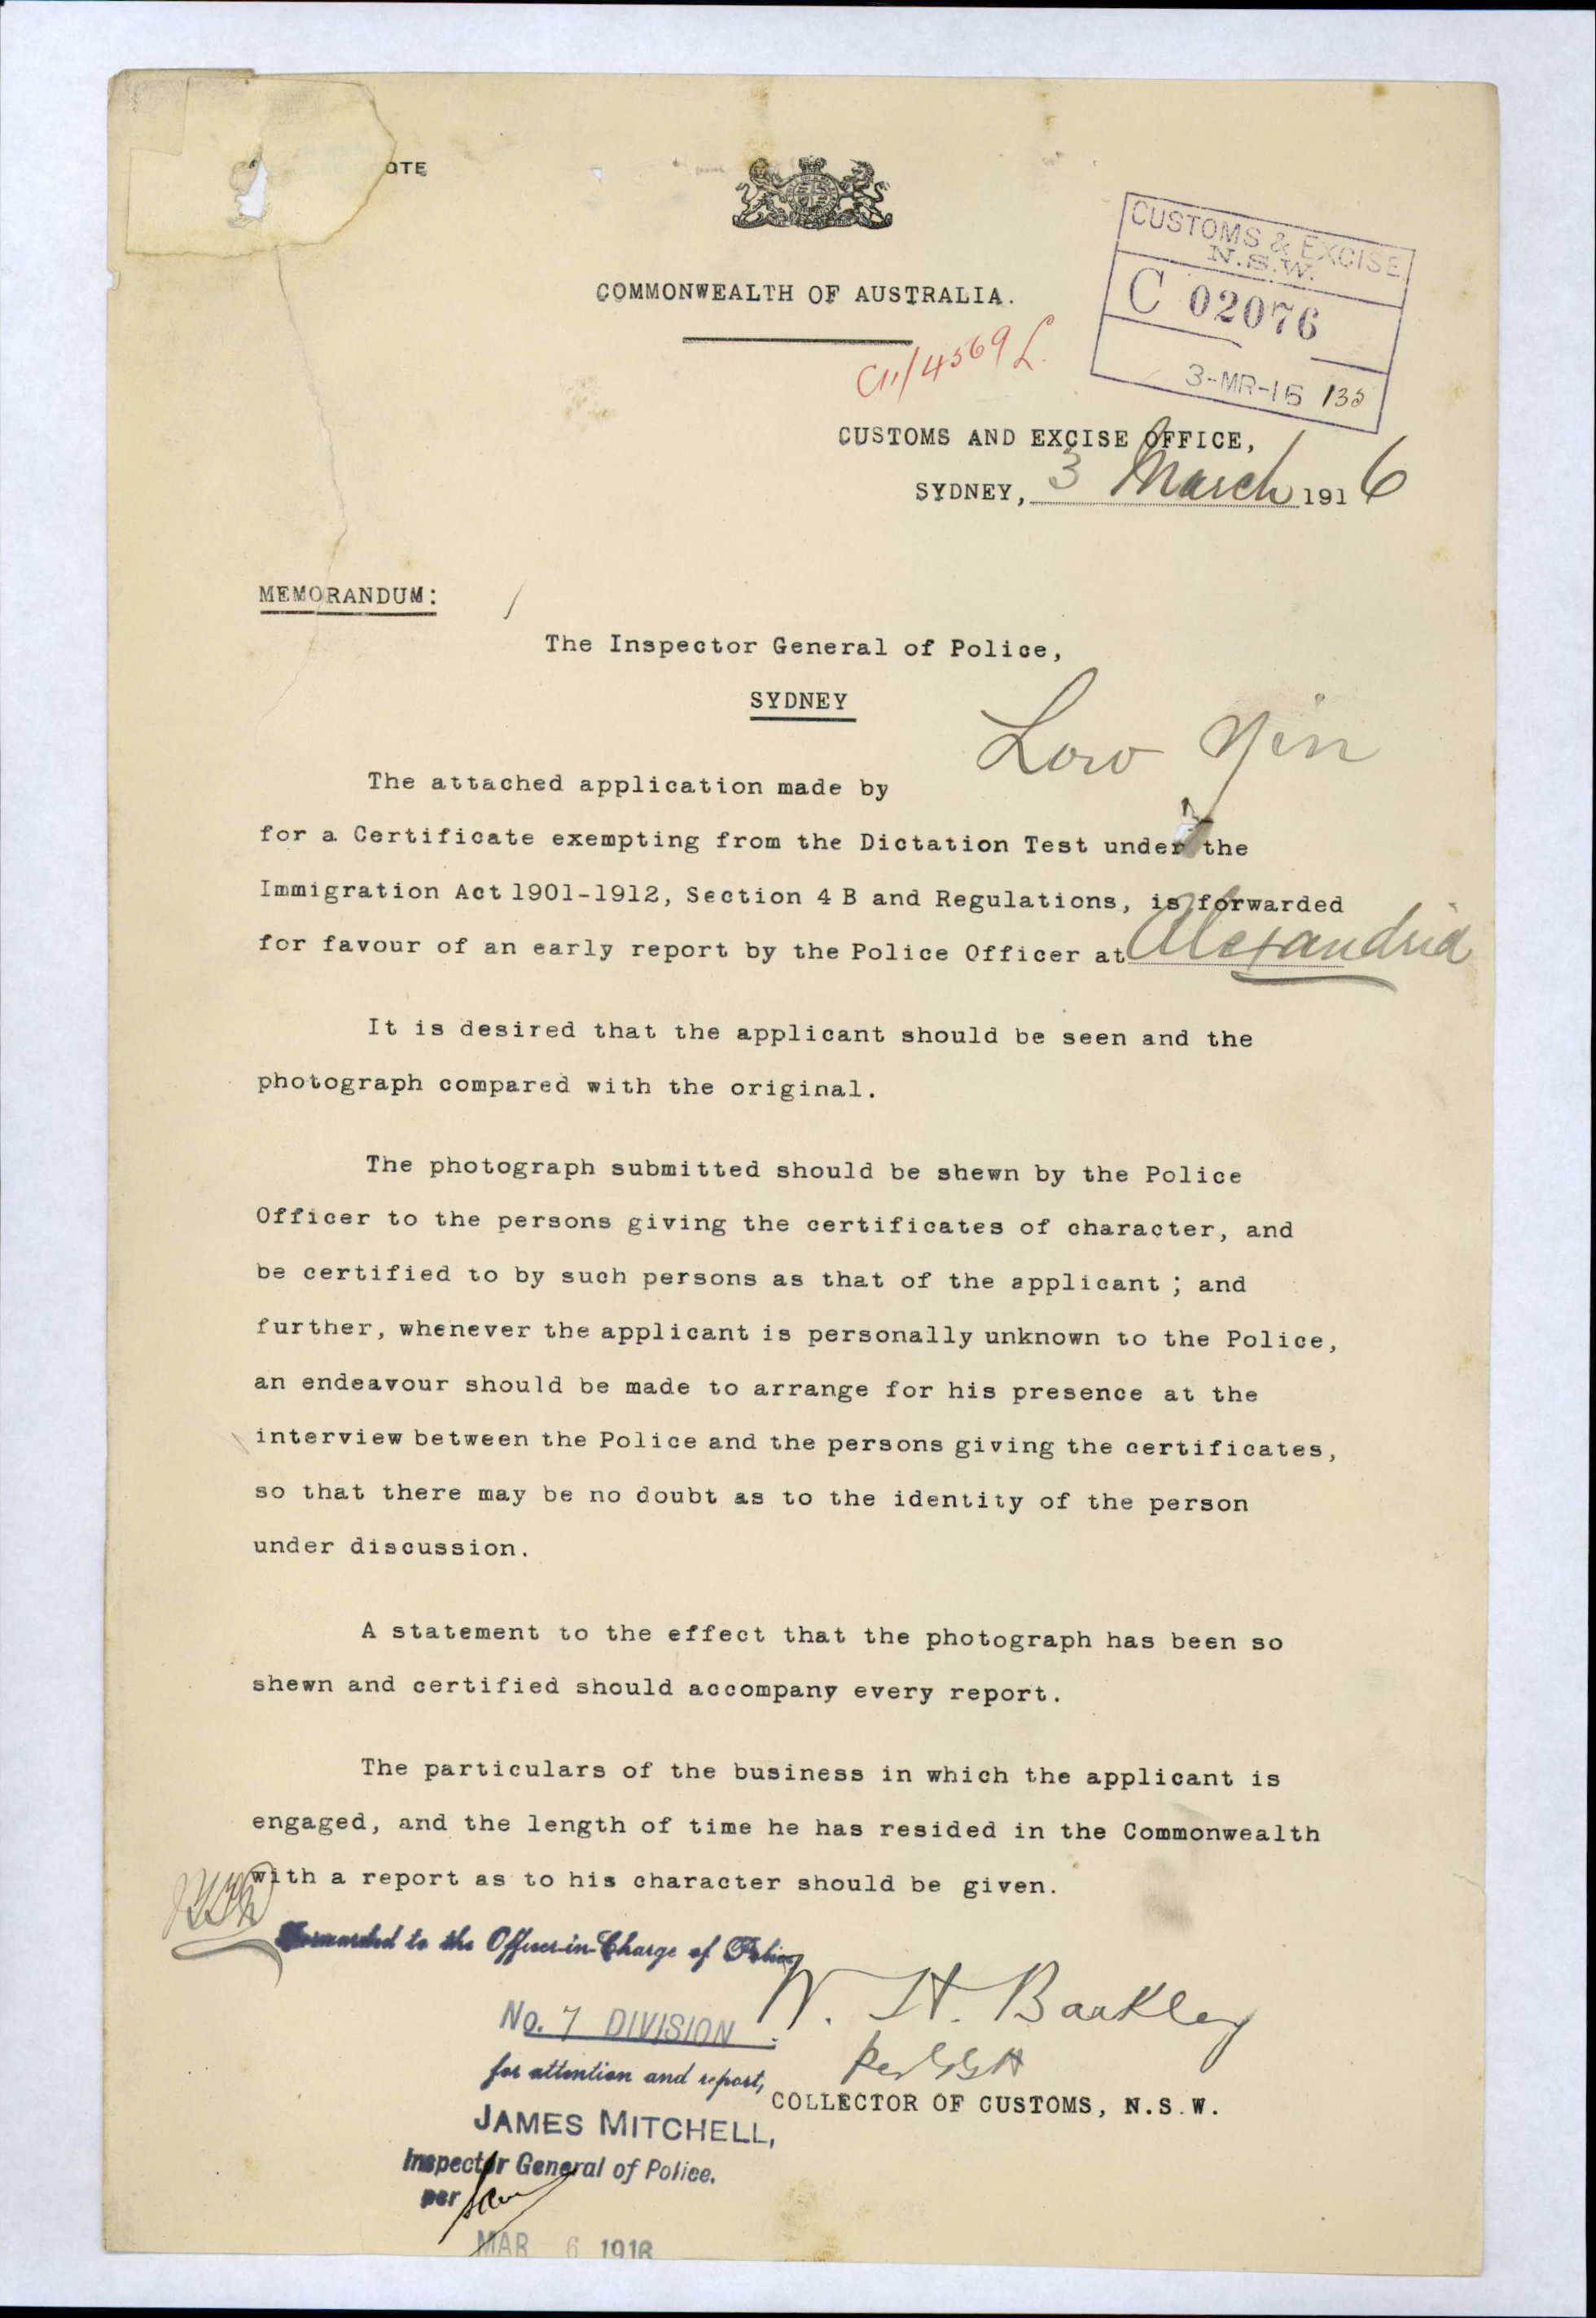 OTE
COMMONWEALTH OF AUSTRALIA.
CUSTOMS & EXCISE
N.S.W.
C 02076
3-MR-16 135
C11/4569 L.
CUSTOMS AND EXCISE OFFICE,
SYDNEY, 3 March 1916
MEMORANDUM:
The Inspector General of Police,
SYDNEY
The attached application made by Low Yin
for a Certificate exempting from the Dictation Test under the
Immigration Act 1901-1912, Section 4 B and Regulations, is forwarded
for favour of an early report by the Police Officer at Alexandria
It is desired that the applicant should be seen and the
photograph compared with the original.
The photograph submitted should be shewn by the Police
Officer to the persons giving the certificates of character, and
be certified to by such persons as that of the applicant ; and
further, whenever the applicant is personally unknown to the Police,
an endeavour should be made to arrange for his presence at the
interview between the Police and the persons giving the certificates,
so that there may be no doubt as to the identity of the person
under discussion.
A statement to the effect that the photograph has been so
shewn and certified should accompany every report.
The particulars of the business in which the applicant is
engaged, and the length of time he has resided in the Commonwealth
with a report as to his character should be given.
Forwarded to the Officer-in-Charge of Police
No. 7 DIVISION
for attention and report,
JAMES MITCHELL,
Inspector General of Police.
per
MAR 6 1916
W. H. Barkley
per
COLLECTOR OF CUSTOMS, N.S.W.